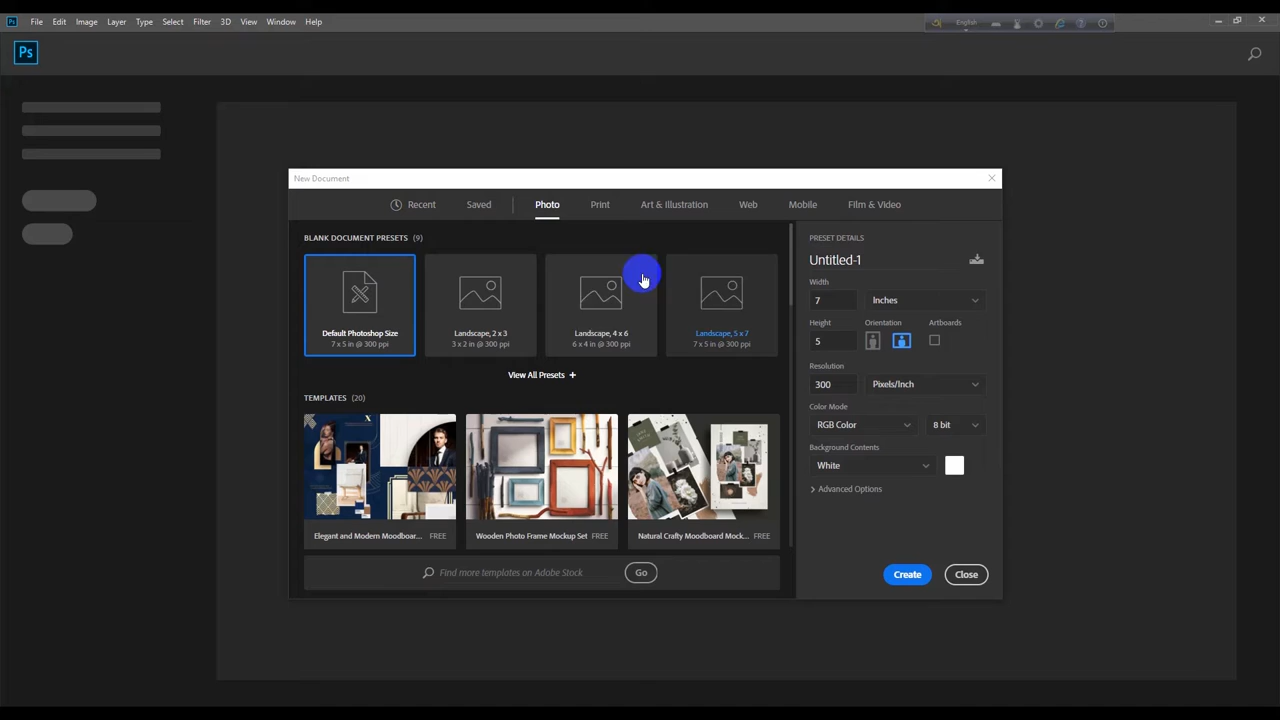 Ps File Edit Image Layer Type Select Filter 3D View Window Help
English
Ps
New Document
Recent Saved Photo Print Art & Illustration Web Mobile Film & Video
BLANK DOCUMENT PRESETS (9)
Default Photoshop Size
7 x 5 in @ 300 ppi
Landscape, 2 x 3
3 x 2 in @ 300 ppi
Landscape, 4 x 6
6 x 4 in @ 300 ppi
Landscape, 5 x 7
7 x 5 in @ 300 ppi
View All Presets +
TEMPLATES (20)
Elegant and Modern Moodboar... FREE
Wooden Photo Frame Mockup Set FREE
Natural Crafty Moodboard Mock... FREE
Find more templates on Adobe Stock Go
PRESET DETAILS
Untitled-1
Width
7 Inches
Height Orientation Artboards
5
Resolution
300 Pixels/Inch
Color Mode
RGB Color 8 bit
Background Contents
White
Advanced Options
Create Close